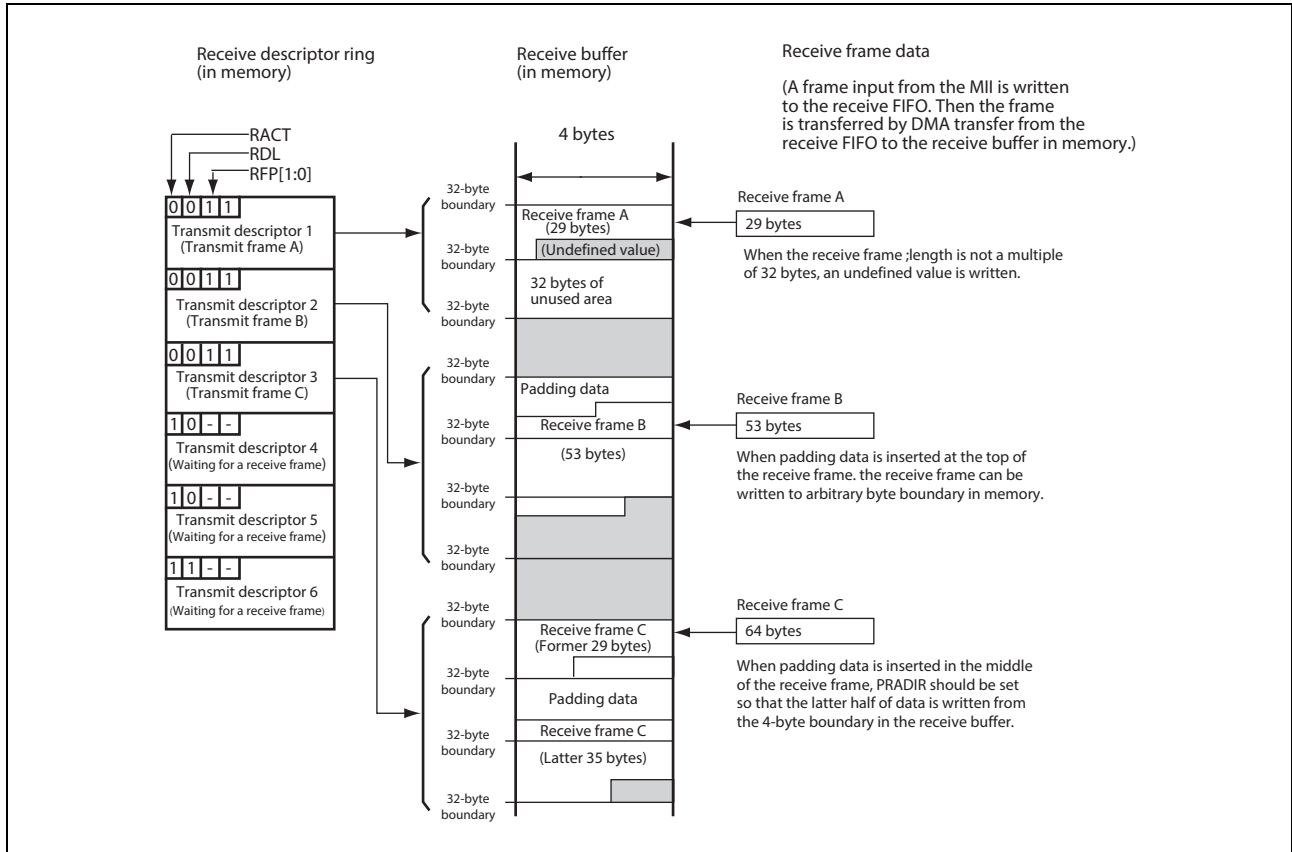 Receive descriptor ring
(in memory)
RACT
RDL
RFP[1:0]
0 0 1 1
Transmit descriptor 1
(Transmit frame A)
0 0 1 1
Transmit descriptor 2
(Transmit frame B)
0 0 1 1
Transmit descriptor 3
(Transmit frame C)
1 0 - -
Transmit descriptor 4
(Waiting for a receive frame)
1 0 - -
Transmit descriptor 5
(Waiting for a receive frame)
1 1 - -
Transmit descriptor 6
(Waiting for a receive frame)
Receive buffer
(in memory)
4 bytes
32-byte
boundary
Receive frame A
(29 bytes)
(Undefined value)
32-byte
boundary
32 bytes of
unused area
32-byte
boundary
32-byte
boundary
Padding data
32-byte
boundary
Receive frame B
(53 bytes)
32-byte
boundary
32-byte
boundary
32-byte
boundary
Receive frame C
(Former 29 bytes)
32-byte
boundary
Padding data
Receive frame C
32-byte
boundary
(Latter 35 bytes)
32-byte
boundary
Receive frame data
(A frame input from the MII is written
to the receive FIFO. Then the frame
is transferred by DMA transfer from the
receive FIFO to the receive buffer in memory.)
Receive frame A
29 bytes
When the receive frame ;length is not a multiple
of 32 bytes, an undefined value is written.
Receive frame B
53 bytes
When padding data is inserted at the top of
the receive frame. the receive frame can be
written to arbitrary byte boundary in memory.
Receive frame C
64 bytes
When padding data is inserted in the middle
of the receive frame, PRADIR should be set
so that the latter half of data is written from
the 4-byte boundary in the receive buffer.